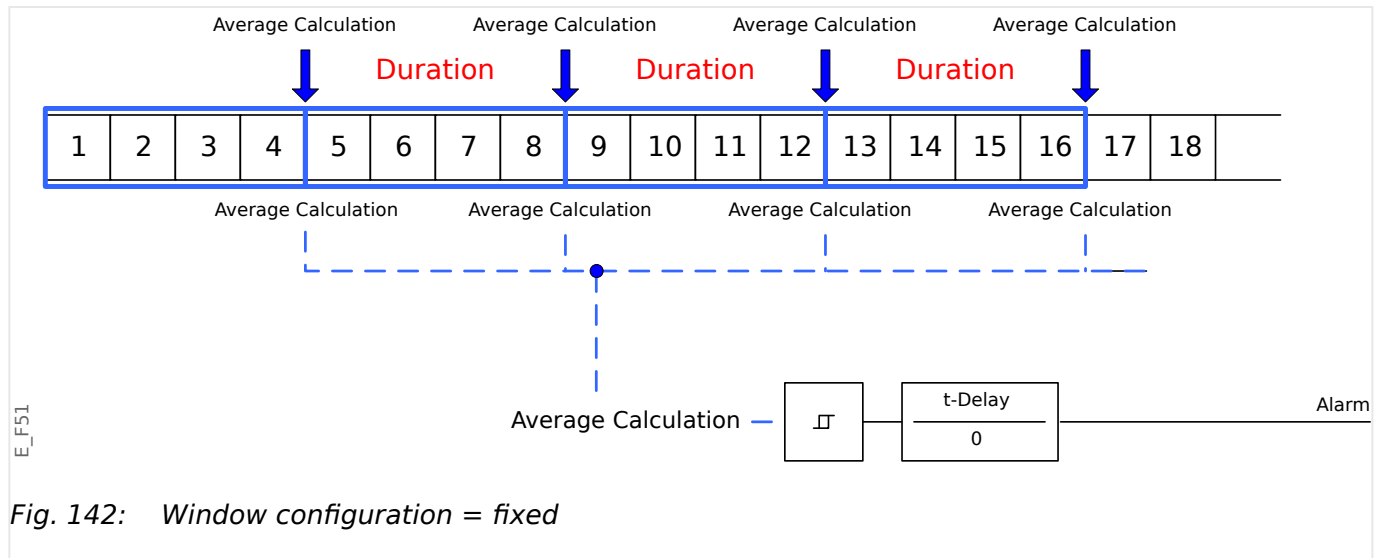 Average Calculation Average Calculation Average Calculation Average Calculation
Duration Duration Duration
1 2 3 4 5 6 7 8 9 10 11 12 13 14 15 16 17 18
Average Calculation Average Calculation Average Calculation Average Calculation
t-Delay
Alarm
Average Calculation
0
E_F51
Fig. 142: Window configuration = fixed